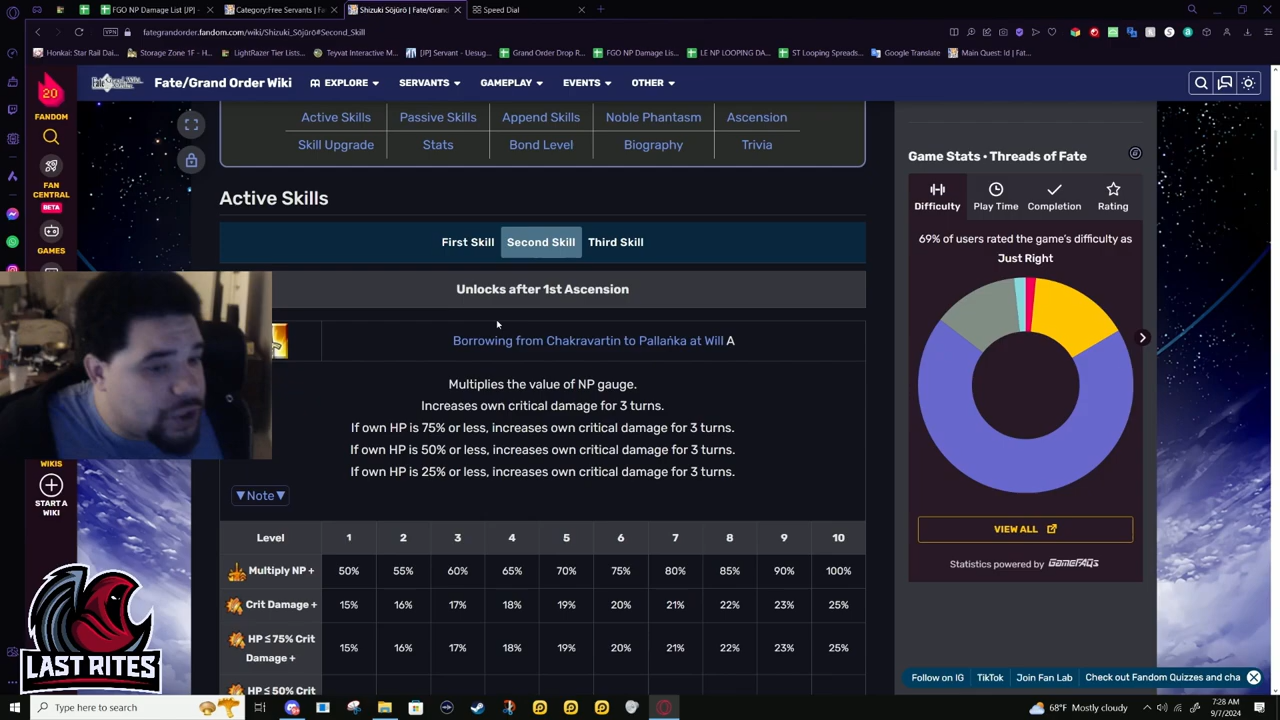 FGO NP Damage List (JP)
Category:Free Servants | Fat
Shizuki Sōjūrō | Fate/Grand
Speed Dial
VPN
fategrandorder.fandom.com/wiki/Shizuki_Sōjūrō#Second_Skill
Honkai: Star Rail Dai...
Storage Zone 1F - H...
LightRazer Tier Lists...
Teyvat Interactive M...
[JP] Servant - Uesug...
Grand Order Drop R...
FGO NP Damage Lis...
LE NP LOOPING DA...
ST Looping Spreads...
Google Translate
Main Quest: Id | Fat...
20
FANDOM
Fate/Grand Order Wiki
EXPLORE
SERVANTS
GAMEPLAY
EVENTS
OTHER
FAN CENTRAL
BETA
GAMES
WIKIS
START A WIKI
Active Skills
Passive Skills
Append Skills
Noble Phantasm
Ascension
Skill Upgrade
Stats
Bond Level
Biography
Trivia
Active Skills
First Skill
Second Skill
Third Skill
Unlocks after 1st Ascension
Borrowing from Chakravartin to Pallaṅka at Will A
Multiplies the value of NP gauge.
Increases own critical damage for 3 turns.
If own HP is 75% or less, increases own critical damage for 3 turns.
If own HP is 50% or less, increases own critical damage for 3 turns.
If own HP is 25% or less, increases own critical damage for 3 turns.
▼Note▼
Level 1 2 3 4 5 6 7 8 9 10
Multiply NP + 50% 55% 60% 65% 70% 75% 80% 85% 90% 100%
Crit Damage + 15% 16% 17% 18% 19% 20% 21% 22% 23% 25%
HP ≤ 75% Crit Damage + 15% 16% 17% 18% 19% 20% 21% 22% 23% 25%
HP ≤ 50% Crit
Game Stats • Threads of Fate
Difficulty
Play Time
Completion
Rating
69% of users rated the game's difficulty as
Just Right
VIEW ALL
Statistics powered by GameFAQs
Follow on IG
TikTok
Join Fan Lab
Check out Fandom Quizzes and cha
LAST RITES
Type here to search
68°F Mostly cloudy
7:28 AM
9/7/2024